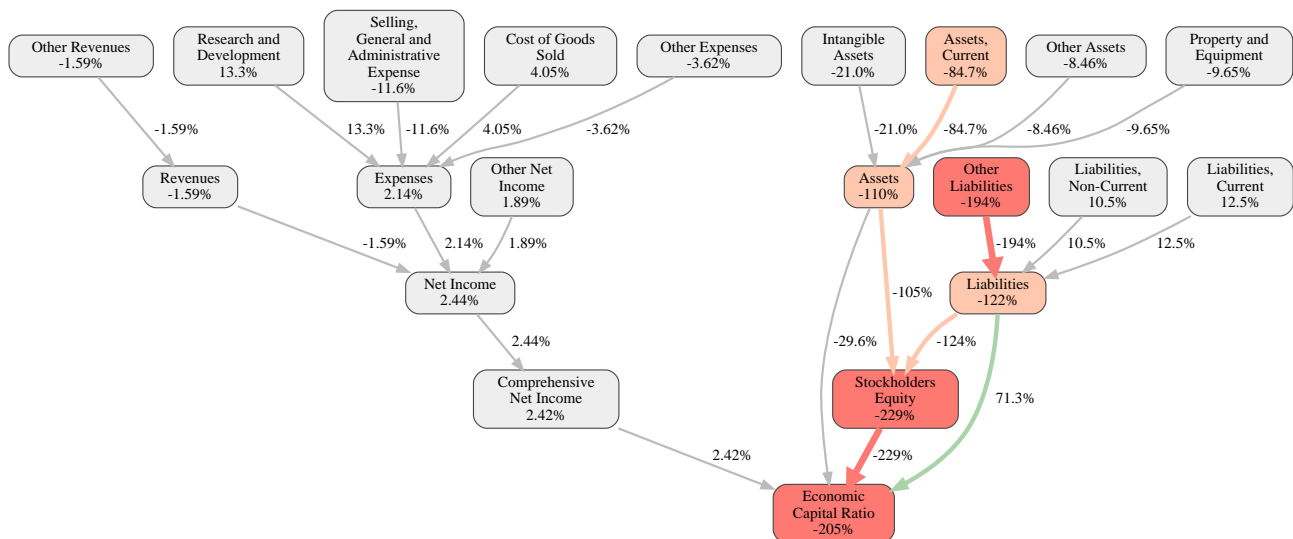 Other Revenues
-1.59%
Research and
Development
13.3%
Selling,
General and
Administrative
Expense
-11.6%
Cost of Goods
Sold
4.05%
Other Expenses
-3.62%
Intangible
Assets
-21.0%
Assets,
Current
-84.7%
Other Assets
-8.46%
Property and
Equipment
-9.65%
-1.59%
13.3%
-11.6%
4.05%
-3.62%
-21.0%
-84.7%
-8.46%
-9.65%
Revenues
-1.59%
Expenses
2.14%
Other Net
Income
1.89%
Assets
-110%
Other
Liabilities
-194%
Liabilities,
Non-Current
10.5%
Liabilities,
Current
12.5%
-1.59%
2.14%
1.89%
-194%
10.5%
12.5%
Net Income
2.44%
-105%
Liabilities
-122%
2.44%
-29.6%
-124%
Comprehensive
Net Income
2.42%
Stockholders
Equity
-229%
71.3%
2.42%
-229%
Economic
Capital Ratio
-205%